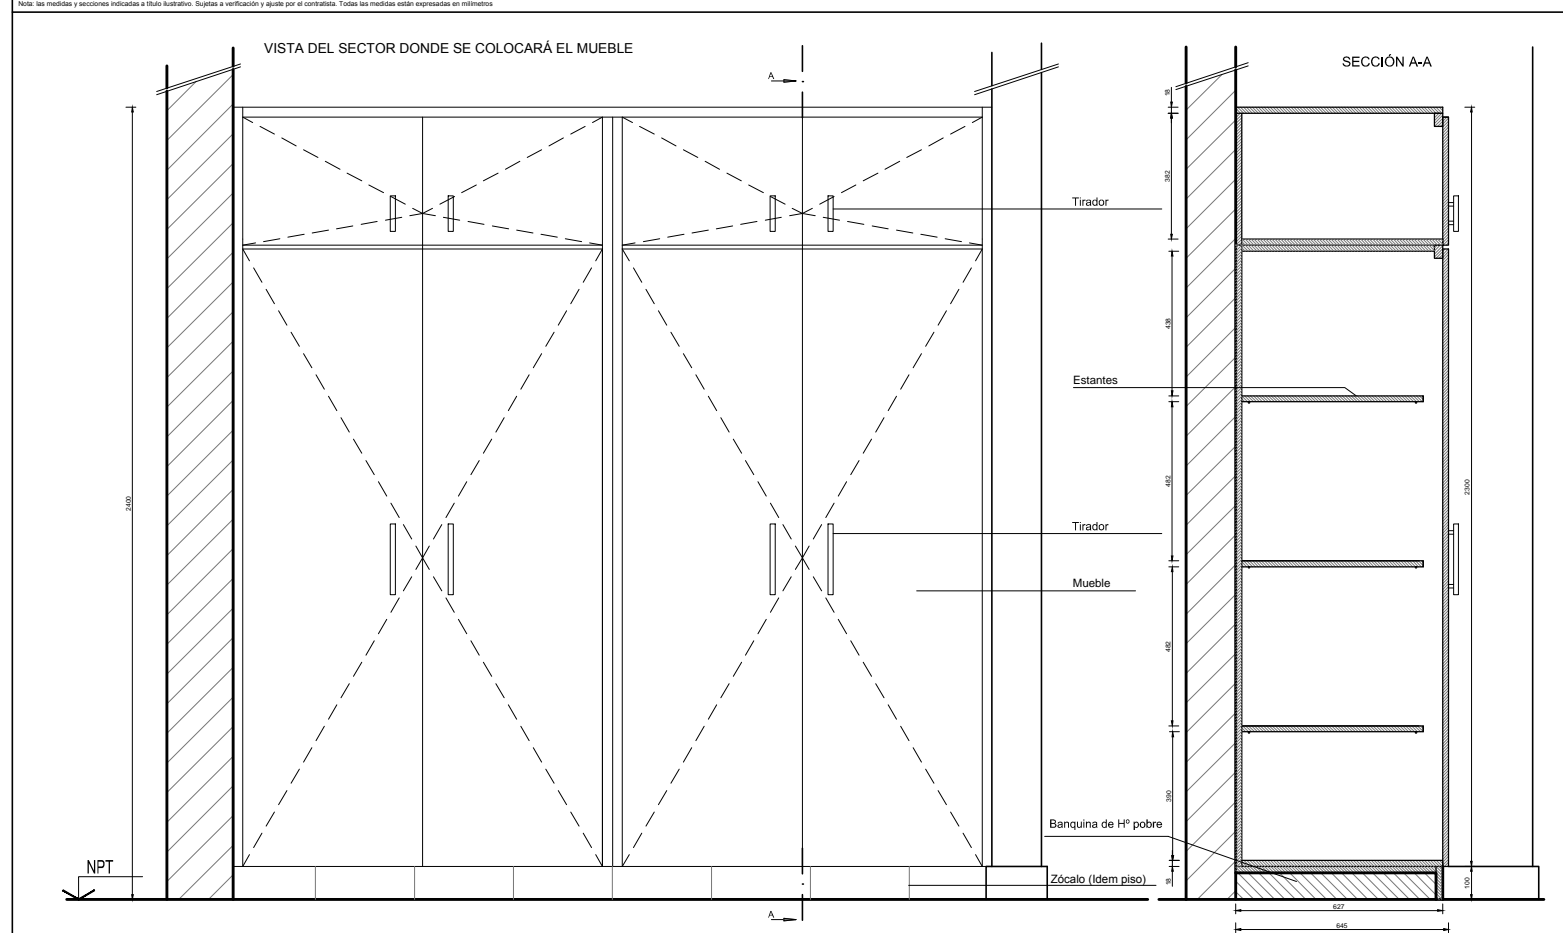 Nota: las medidas y secciones indicadas a título ilustrativo. Sujetas a verificación y ajuste por el contratista. Todas las medidas están expresadas en milímetros
VISTA DEL SECTOR DONDE SE COLOCARÁ EL MUEBLE
SECCIÓN A-A
A
18
382
Tirador
438
Estantes
482
2400
2300
Tirador
Mueble
482
390
Banquina de Hº pobre
NPT
Zócalo (Idem piso)
18
100
A
627
645